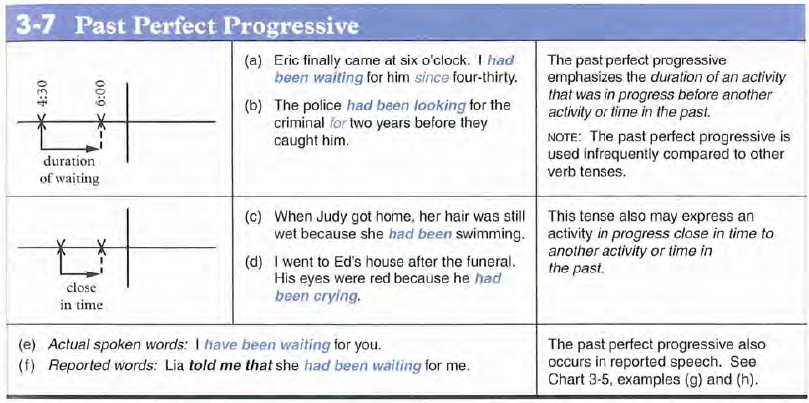 3-7 Past Perfect Progressive
4:30
6:00
duration
of waiting
(a) Eric finally came at six o'clock. I had
been waiting for him since four-thirty.
(b) The police had been looking for the
criminal for two years before they
caught him.
The past perfect progressive
emphasizes the duration of an activity
that was in progress before another
activity or time in the past.
NOTE: The past perfect progressive is
used infrequently compared to other
verb tenses.
close
in time
(c) When Judy got home, her hair was still
wet because she had been swimming.
(d) I went to Ed's house after the funeral.
His eyes were red because he had
been crying.
This tense also may express an
activity in progress close in time to
another activity or time in
the past.
(e) Actual spoken words: I have been waiting for you.
(f) Reported words: Lia told me that she had been waiting for me.
The past perfect progressive also
occurs in reported speech. See
Chart 3-5, examples (g) and (h).